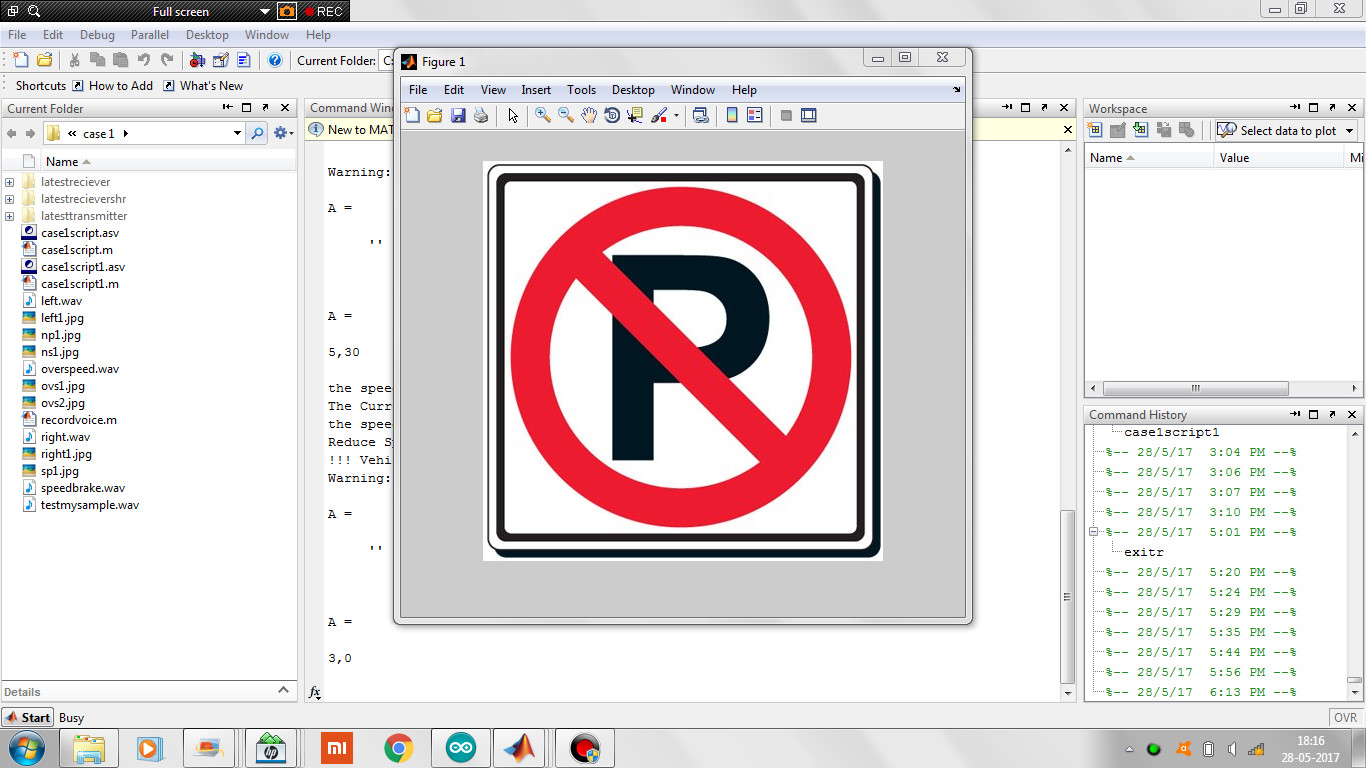 Full screen
REC
File Edit Debug Parallel Desktop Window Help
Current Folder: C:
Shortcuts How to Add What's New
Current Folder
« case 1
Name
latestreciever
latestrecievershr
latesttransmitter
case1script.asv
case1script.m
case1script1.asv
case1script1.m
left.wav
left1.jpg
np1.jpg
ns1.jpg
overspeed.wav
ovs1.jpg
ovs2.jpg
recordvoice.m
right.wav
right1.jpg
sp1.jpg
speedbrake.wav
testmysample.wav
Details
Command Wind
New to MAT
Warning:
A =
''
A =
5,30
the spee
The Curr
the spee
Reduce S
!!! Vehi
Warning:
A =
''
A =
3,0
fx
Figure 1
File Edit View Insert Tools Desktop Window Help
P
Workspace
Select data to plot
Name Value Mi
Command History
case1script1
%-- 28/5/17 3:04 PM --%
%-- 28/5/17 3:06 PM --%
%-- 28/5/17 3:07 PM --%
%-- 28/5/17 3:10 PM --%
%-- 28/5/17 5:01 PM --%
exitr
%-- 28/5/17 5:20 PM --%
%-- 28/5/17 5:24 PM --%
%-- 28/5/17 5:29 PM --%
%-- 28/5/17 5:35 PM --%
%-- 28/5/17 5:44 PM --%
%-- 28/5/17 5:56 PM --%
%-- 28/5/17 6:13 PM --%
Start Busy
OVR
hp
mi
18:16
28-05-2017